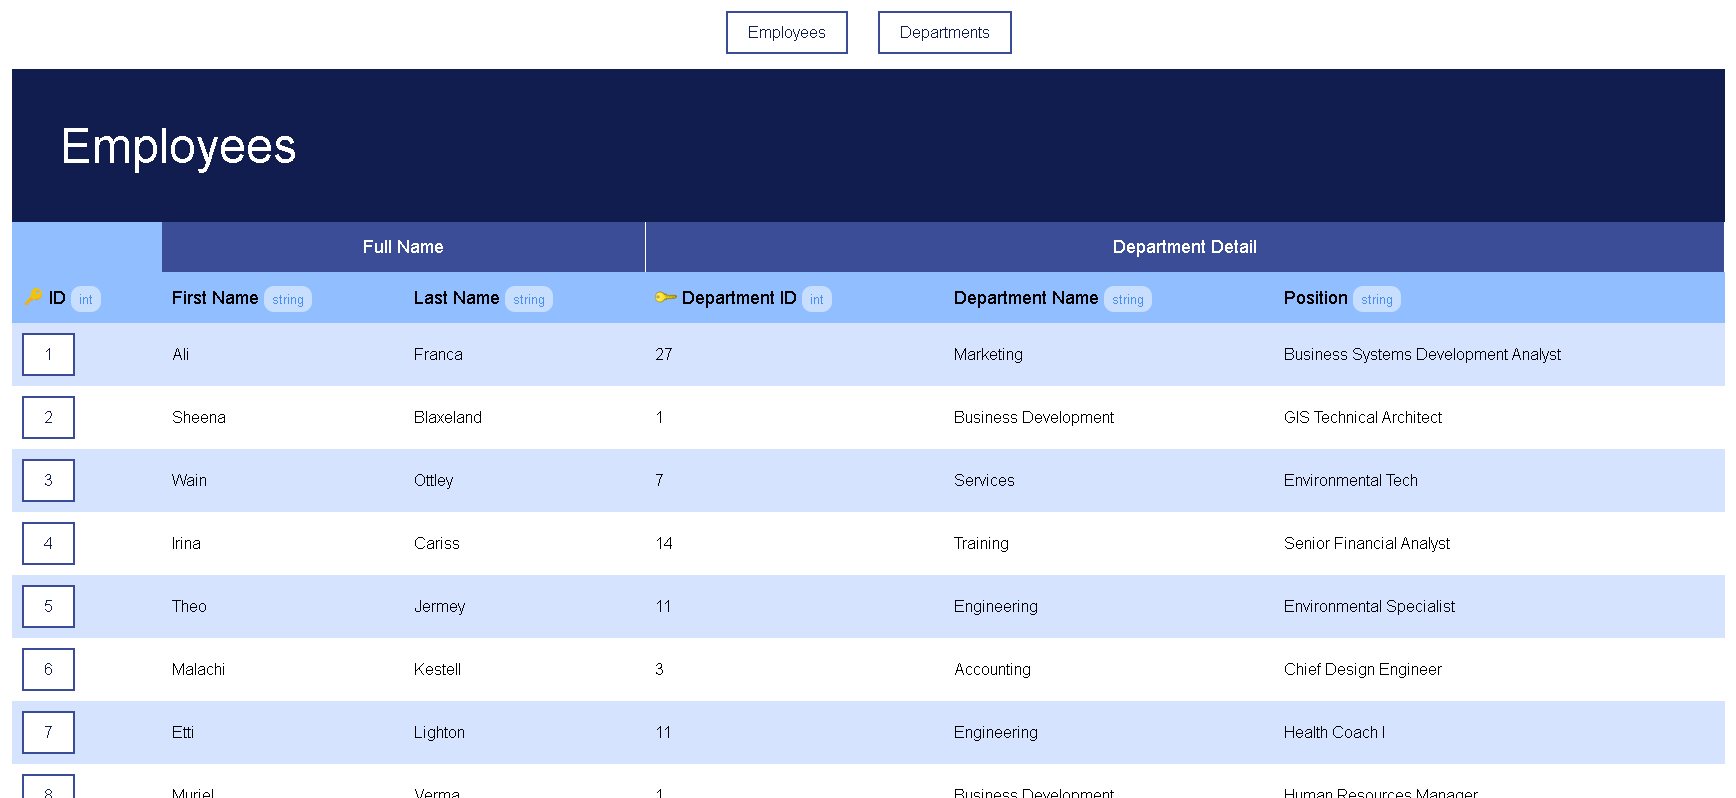 Employees Departments
Employees
Full Name Department Detail
ID int First Name string Last Name string Department ID int Department Name string Position string
1 Ali Franca 27 Marketing Business Systems Development Analyst
2 Sheena Blaxeland 1 Business Development GIS Technical Architect
3 Wain Ottley 7 Services Environmental Tech
4 Irina Cariss 14 Training Senior Financial Analyst
5 Theo Jermey 11 Engineering Environmental Specialist
6 Malachi Kestell 3 Accounting Chief Design Engineer
7 Etti Lighton 11 Engineering Health Coach I
8 Muriel Verma 1 Business Development Human Resources Manager